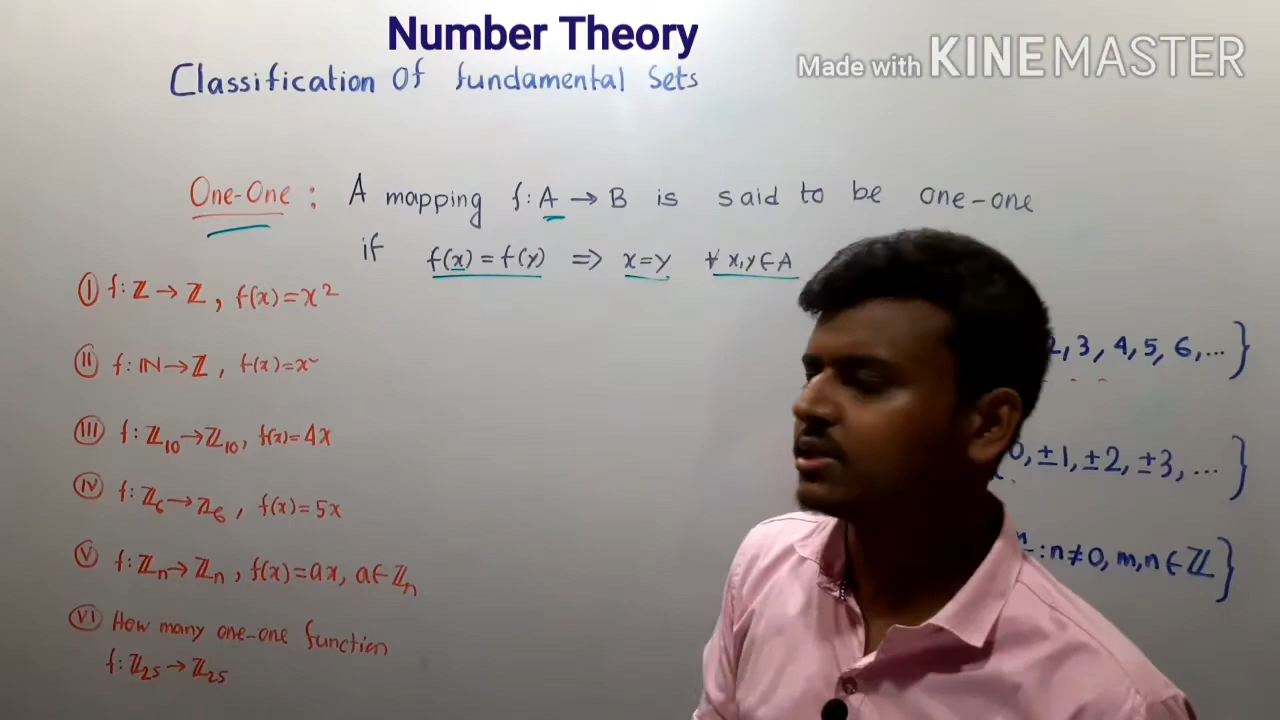 Number Theory
Made with KINEMASTER
Classification Of fundamental Sets
One-One : A mapping f: A → B is said to be one-one
if f(x) = f(y) => x=y ∀ x,y ∈ A
I f: ℤ → ℤ, f(x)=x²
II f: ℕ → ℤ, f(x)=x²
III f: ℤ₁₀ → ℤ₁₀, f(x)=4x
IV f: ℤ₆ → ℤ₆, f(x)=5x
V f: ℤₙ → ℤₙ, f(x)=ax, a∈ℤₙ
VI How many one-one function
f: ℤ₂₅ → ℤ₂₅
2, 3, 4, 5, 6, ... }
0, ±1, ±2, ±3, ... }
: n≠0, m,n ∈ ℤ }